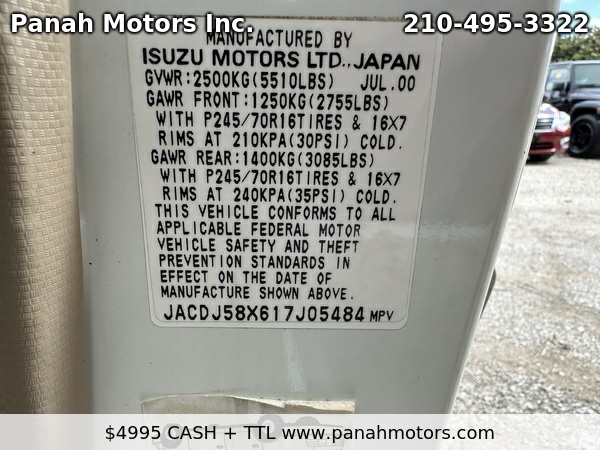 Panah Motors Inc. 210-495-3322
MANUFACTURED BY
ISUZU MOTORS LTD.,JAPAN
GVWR:2500KG(5510LBS) JUL.00
GAWR FRONT:1250KG(2755LBS)
WITH P245/70R16TIRES & 16X7
RIMS AT 210KPA(30PSI) COLD.
GAWR REAR:1400KG(3085LBS)
WITH P245/70R16TIRES & 16X7
RIMS AT 240KPA(35PSI) COLD.
THIS VEHICLE CONFORMS TO ALL
APPLICABLE FEDERAL MOTOR
VEHICLE SAFETY AND THEFT
PREVENTION STANDARDS IN
EFFECT ON THE DATE OF
MANUFACTURE SHOWN ABOVE.
JACDJ58X617J05484 MPV
$4995 CASH + TTL www.panahmotors.com